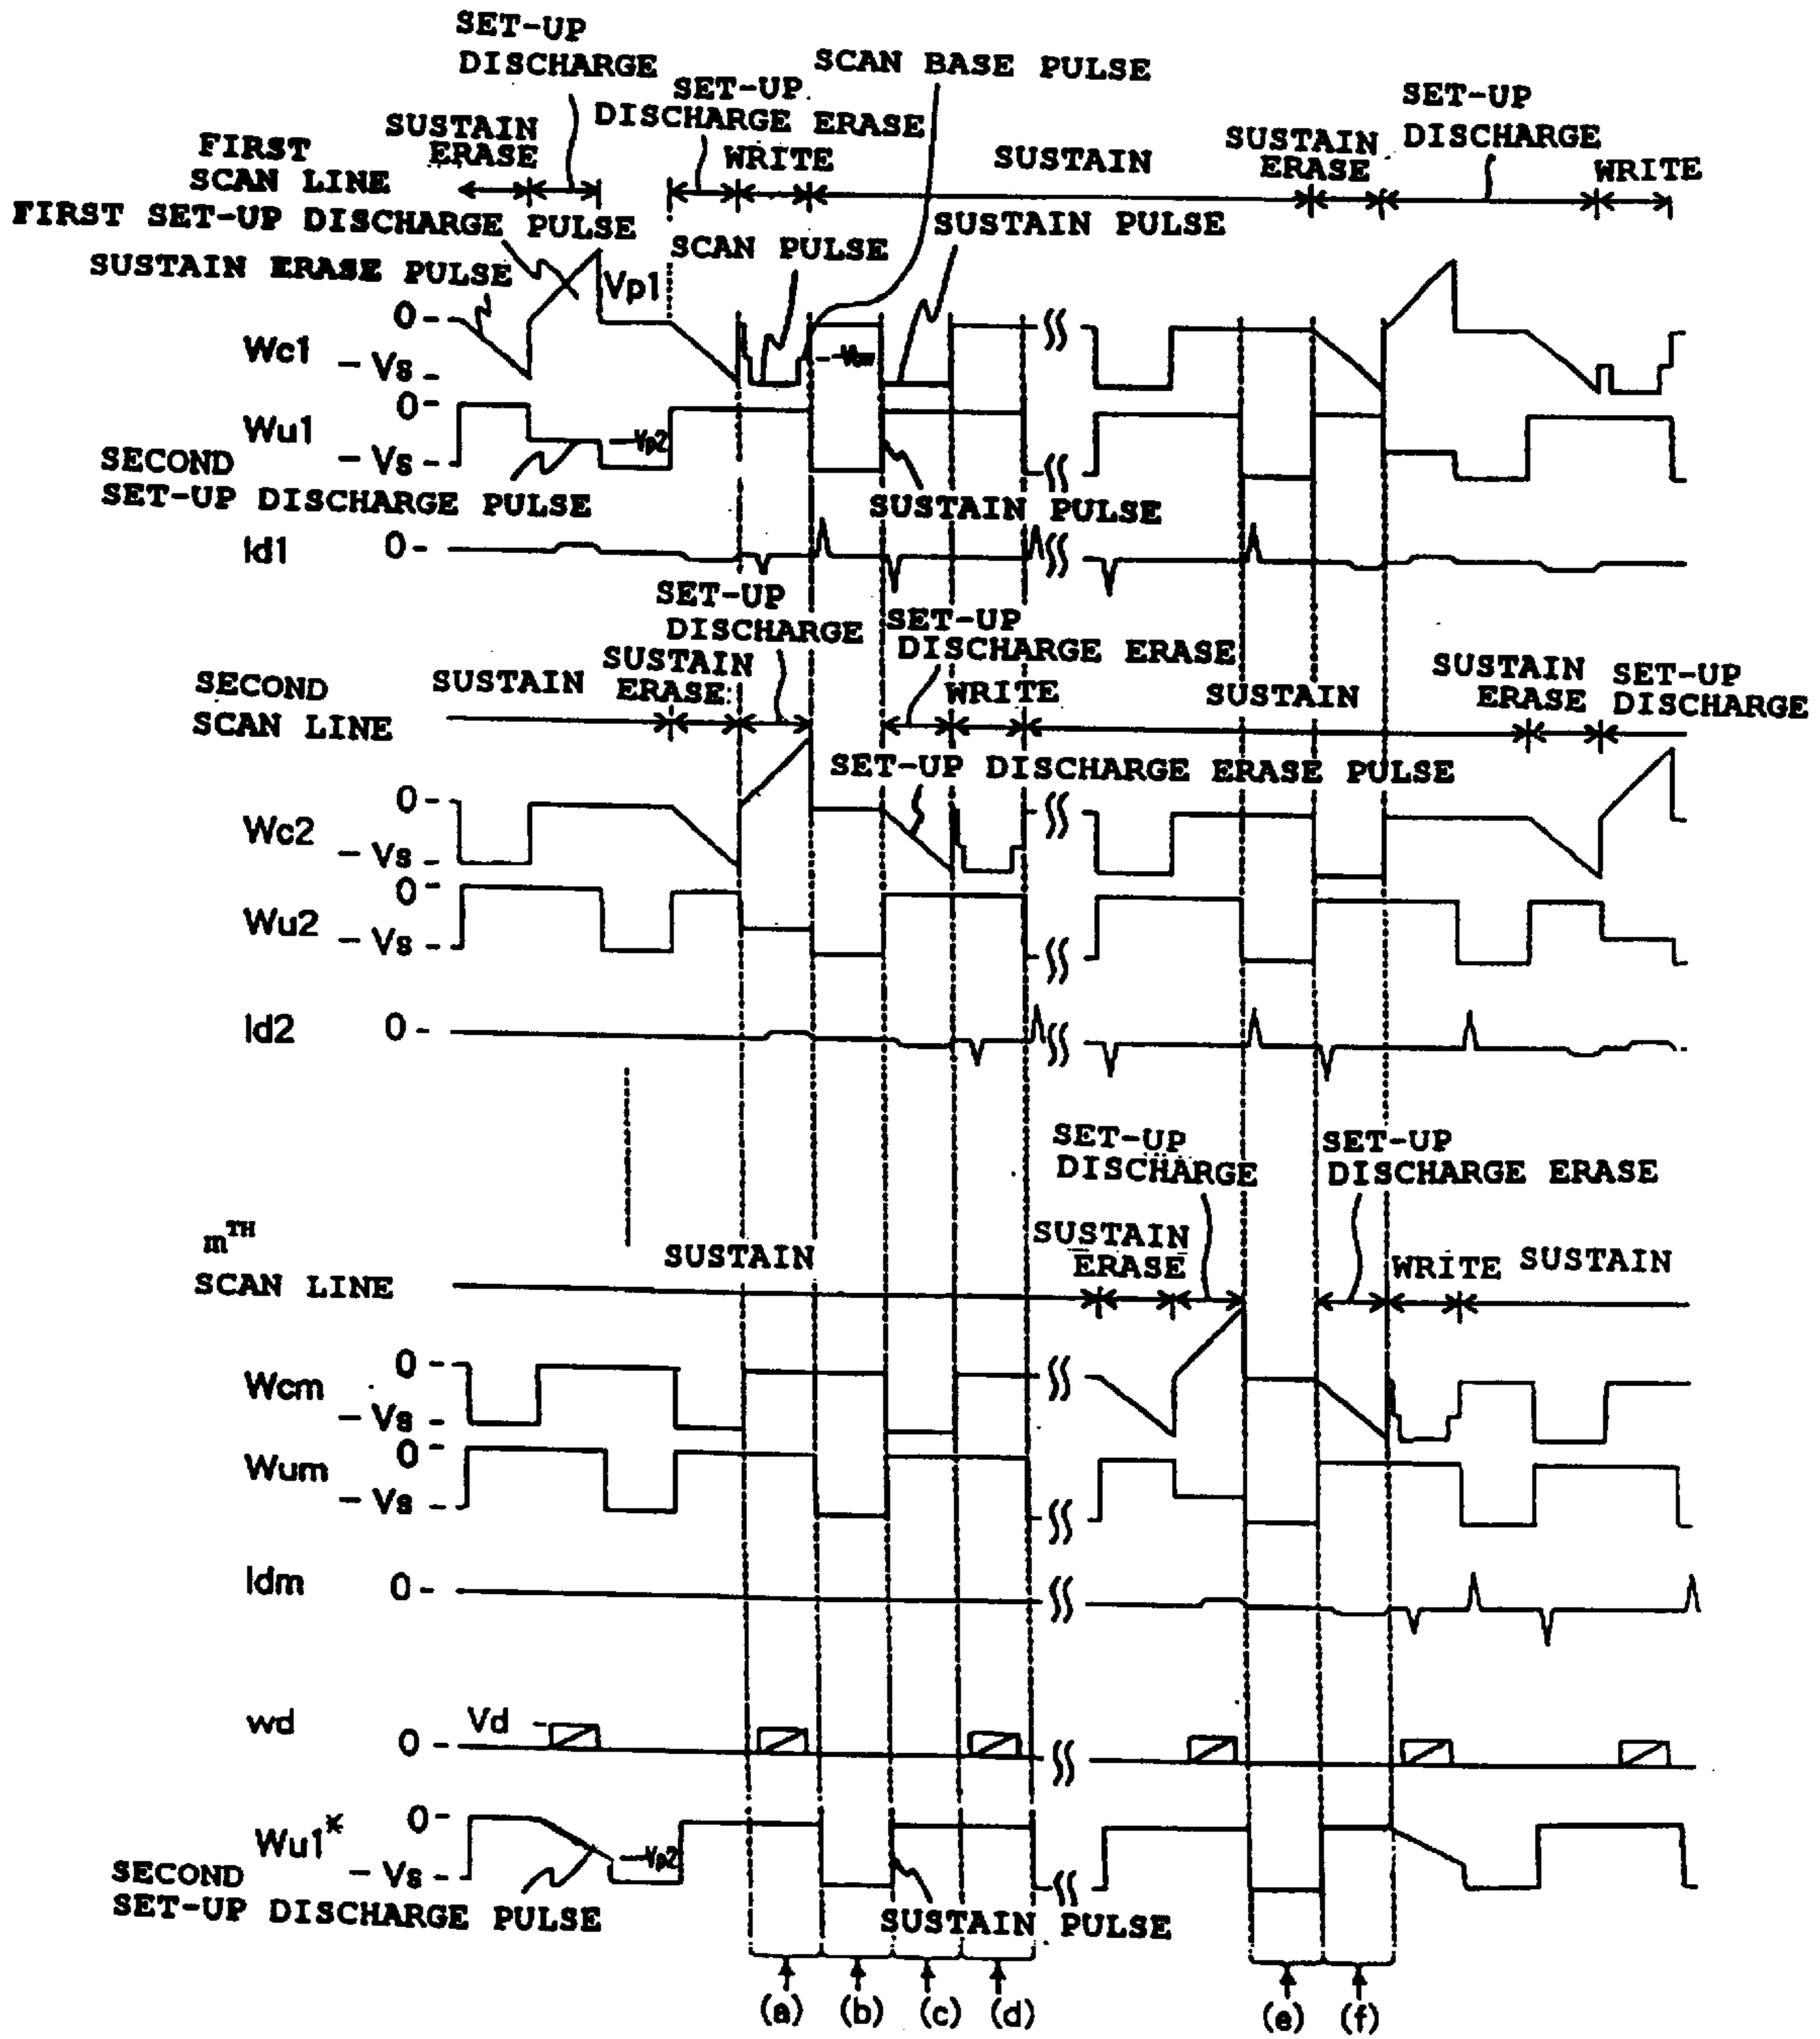 SET-UP
DISCHARGE
SCAN BASE PULSE
SET-UP
DISCHARGE ERASE
SET-UP
DISCHARGE
SUSTAIN
ERASE
WRITE
SUSTAIN
SUSTAIN
ERASE
WRITE
FIRST
SCAN LINE
FIRST SET-UP DISCHARGE PULSE
SUSTAIN ERASE PULSE
SCAN PULSE
SUSTAIN PULSE
Vp1
0-
Wc1
-Vs-
0-
Wu1
-Vs-
-Vp2
SECOND
SET-UP DISCHARGE PULSE
SUSTAIN PULSE
Id1
0-
SET-UP
DISCHARGE
SET-UP
DISCHARGE ERASE
SECOND
SCAN LINE
SUSTAIN
SUSTAIN
ERASE
WRITE
SUSTAIN
SUSTAIN
ERASE
SET-UP
DISCHARGE
SET-UP DISCHARGE ERASE PULSE
0-
Wc2
-Vs-
0-
Wu2
-Vs-
Id2
0-
SET-UP
DISCHARGE
SET-UP
DISCHARGE ERASE
mTH
SCAN LINE
SUSTAIN
SUSTAIN
ERASE
WRITE
SUSTAIN
0-
Wcm
-Vs-
0-
Wum
-Vs-
Idm
0-
wd
Vd-
0-
0-
Wu1*
-Vs-
-Vp2
SECOND
SET-UP DISCHARGE PULSE
SUSTAIN PULSE
(a) (b) (c) (d) (e) (f)